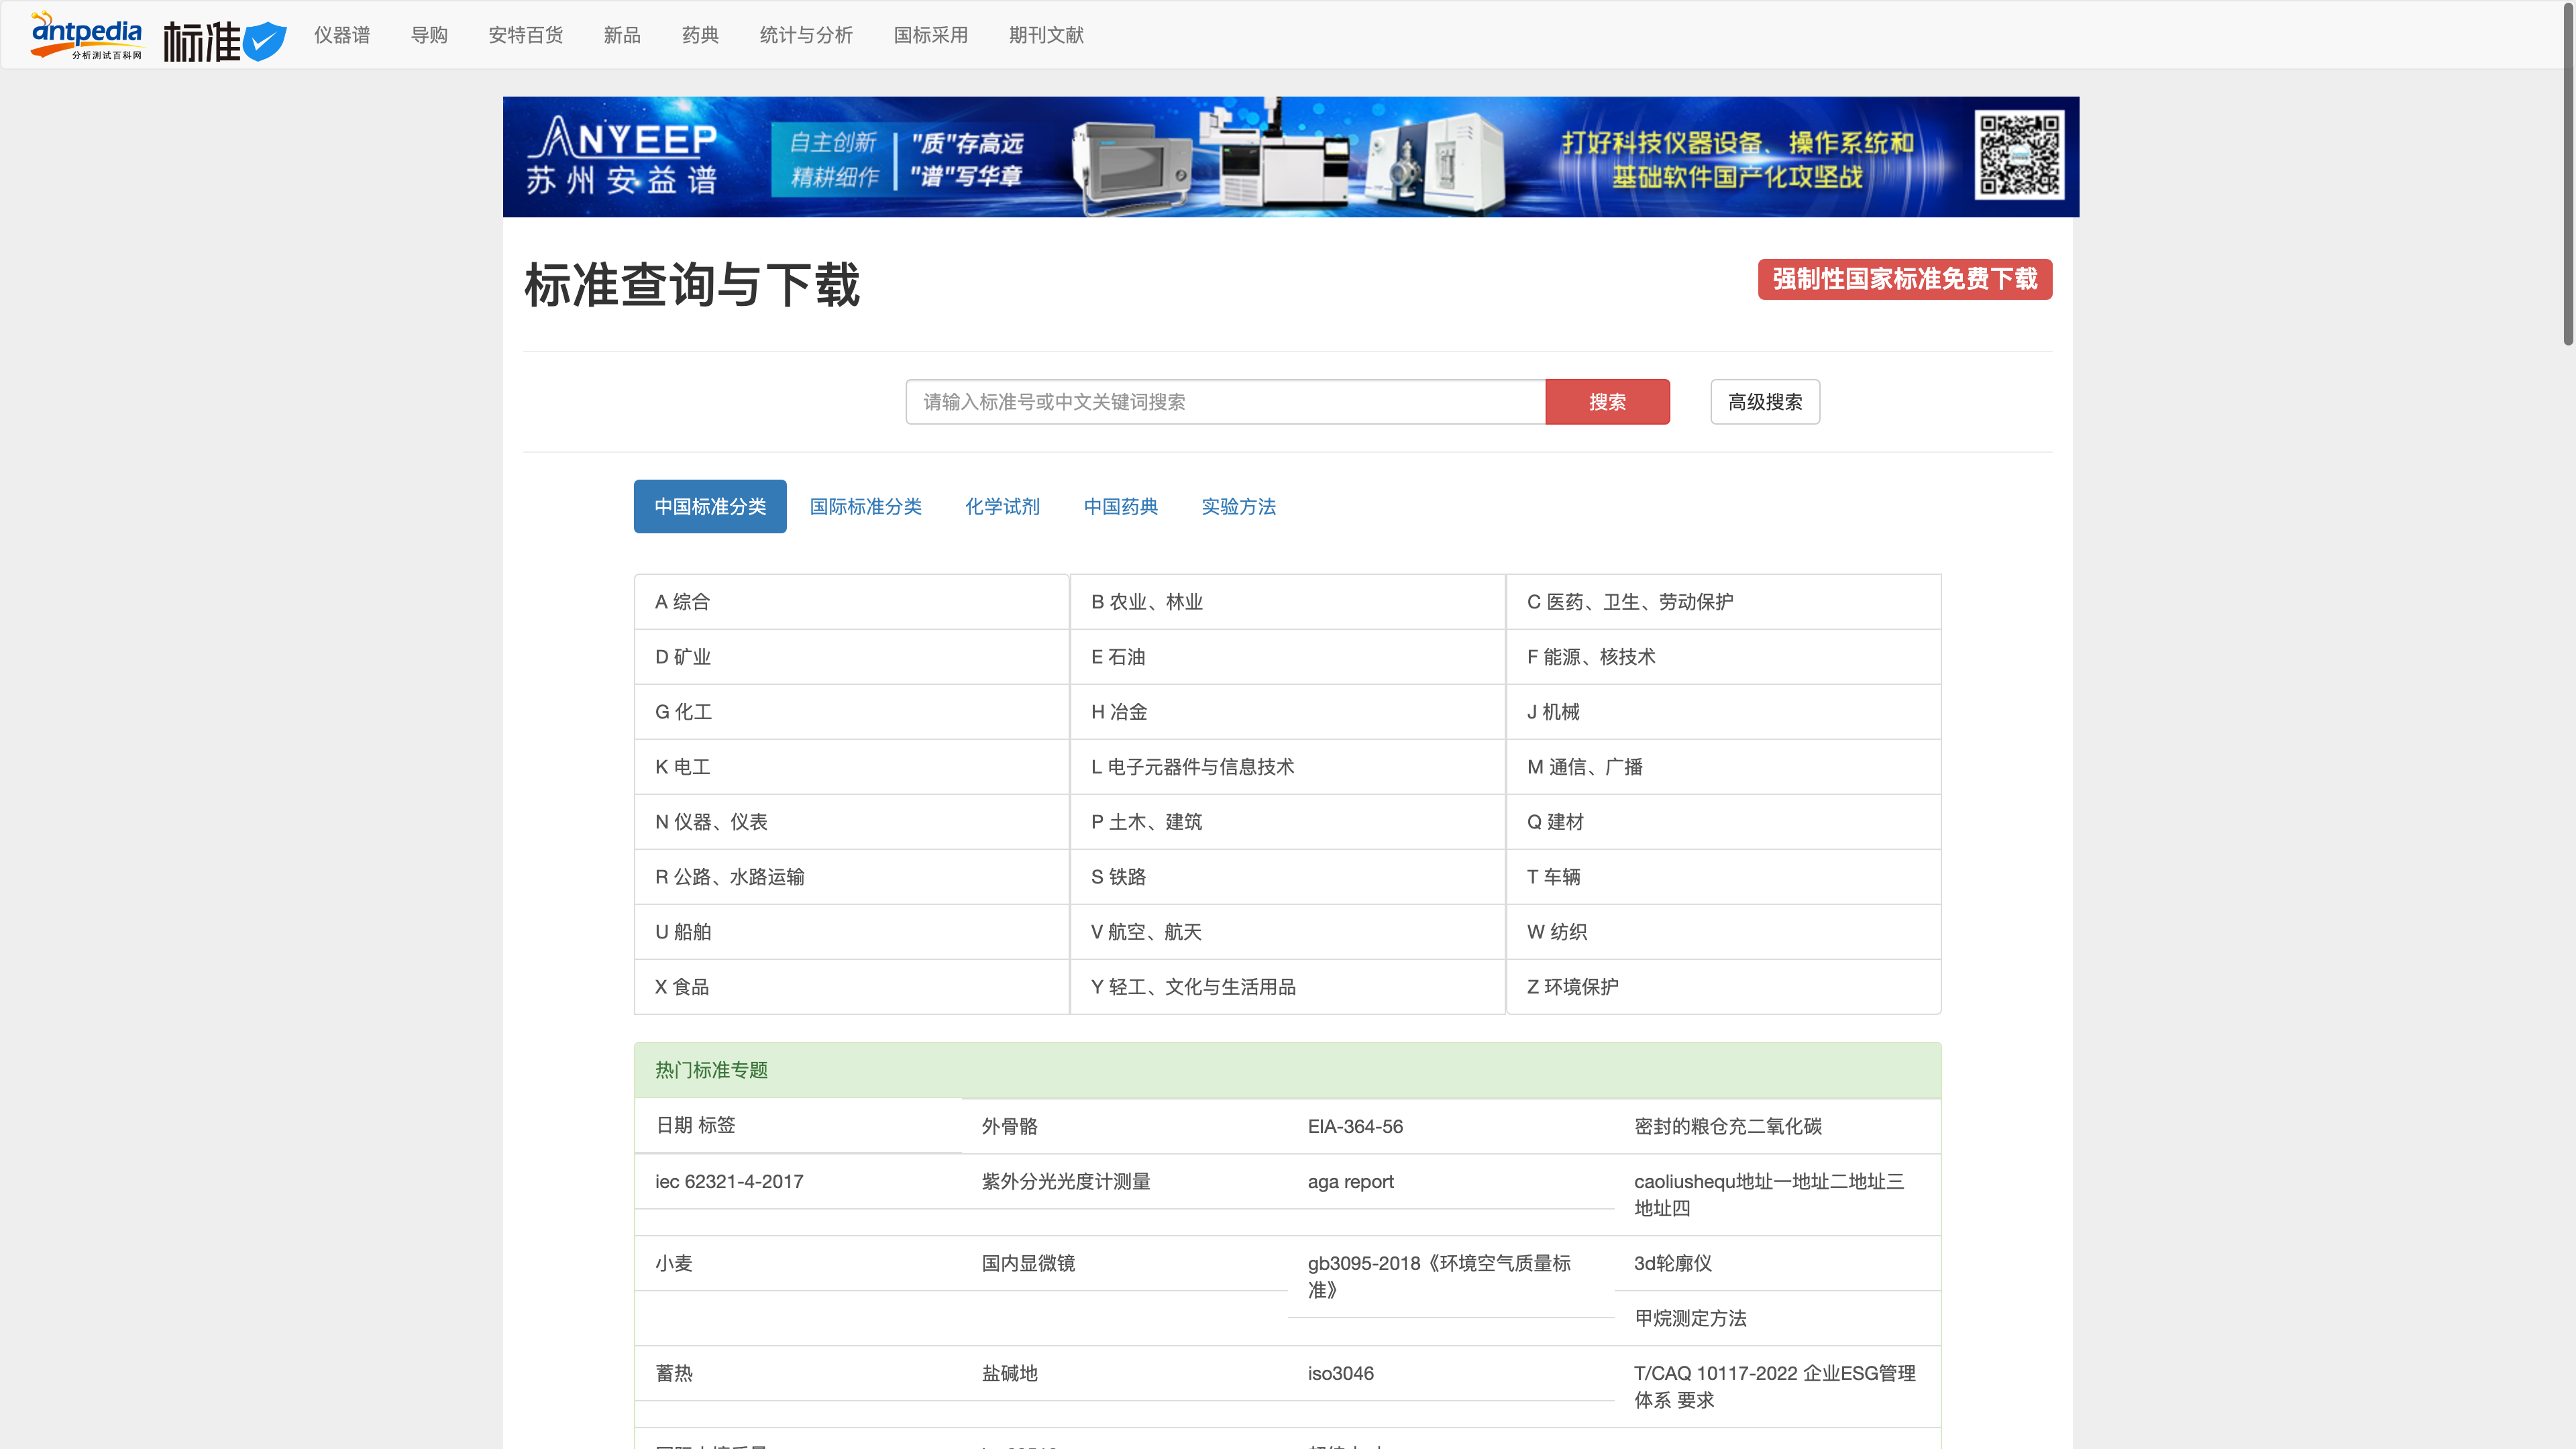 antpedia
分析测试百科网
标准
仪器谱 导购 安特百货 新品 药典 统计与分析 国标采用 期刊文献
ANYEEP
苏州安益谱
自主创新
精耕细作
"质"存高远
"谱"写华章
打好科技仪器设备、操作系统和
基础软件国产化攻坚战
标准查询与下载
强制性国家标准免费下载
请输入标准号或中文关键词搜索 搜索 高级搜索
中国标准分类 国际标准分类 化学试剂 中国药典 实验方法
A 综合 B 农业、林业 C 医药、卫生、劳动保护
D 矿业 E 石油 F 能源、核技术
G 化工 H 冶金 J 机械
K 电工 L 电子元器件与信息技术 M 通信、广播
N 仪器、仪表 P 土木、建筑 Q 建材
R 公路、水路运输 S 铁路 T 车辆
U 船舶 V 航空、航天 W 纺织
X 食品 Y 轻工、文化与生活用品 Z 环境保护
热门标准专题
日期 标签 外骨骼 EIA-364-56 密封的粮仓充二氧化碳
iec 62321-4-2017 紫外分光光度计测量 aga report caoliushequ地址一地址二地址三
地址四
小麦 国内显微镜 gb3095-2018《环境空气质量标 3d轮廓仪
准》
甲烷测定方法
蓄热 盐碱地 iso3046 T/CAQ 10117-2022 企业ESG管理
体系 要求